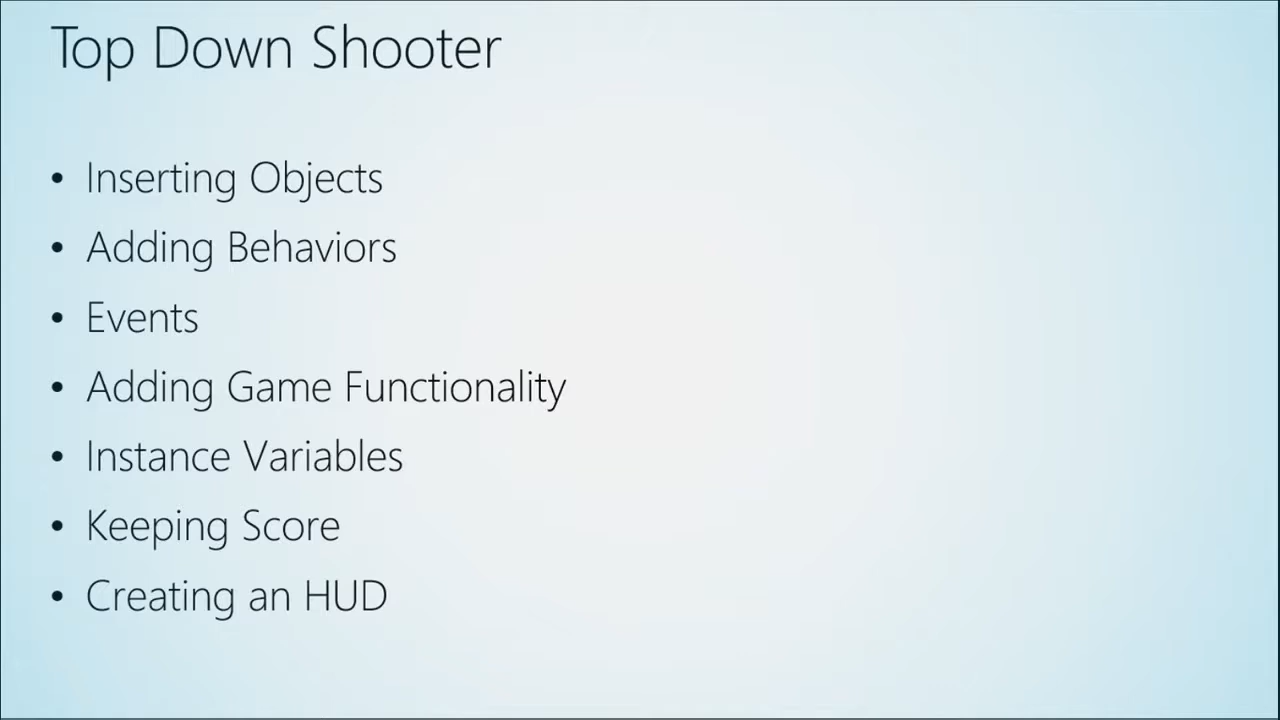 Top Down Shooter
• Inserting Objects
• Adding Behaviors
• Events
• Adding Game Functionality
• Instance Variables
• Keeping Score
• Creating an HUD